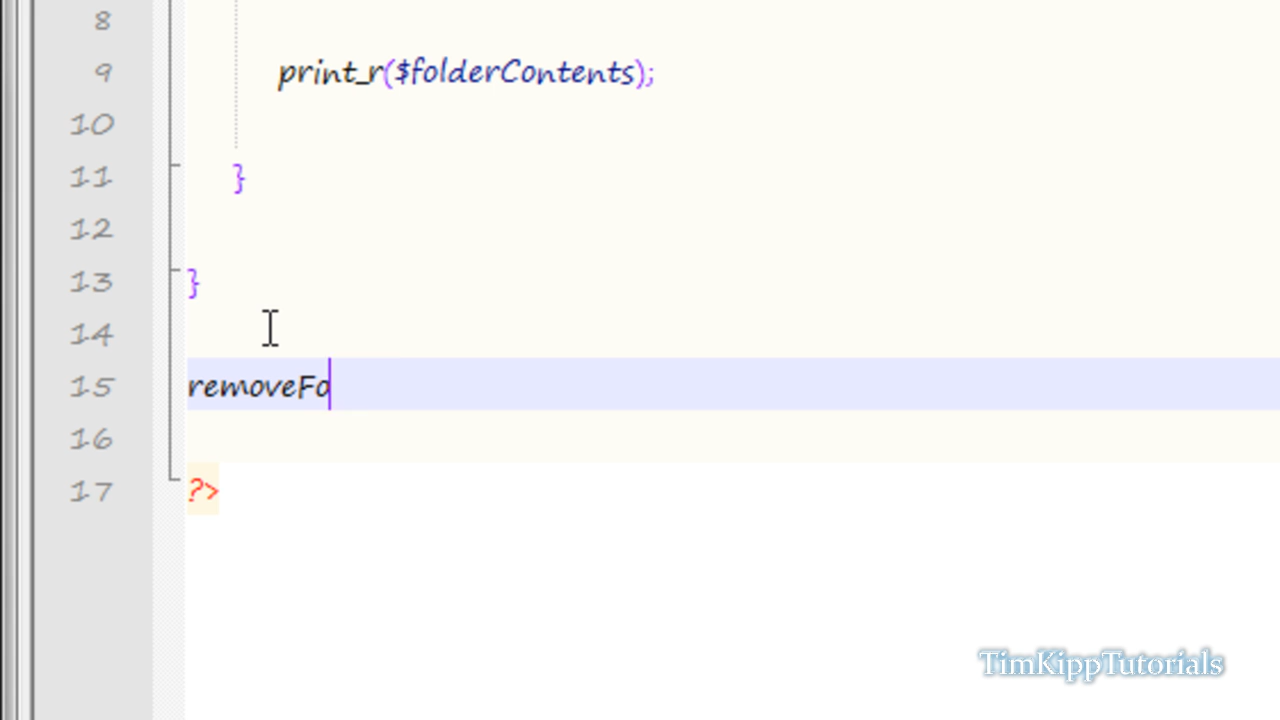 8
9 print_r($folderContents);
10
11 }
12
13 }
14
15 removeFo
16
17 ?>
TimKippTutorials